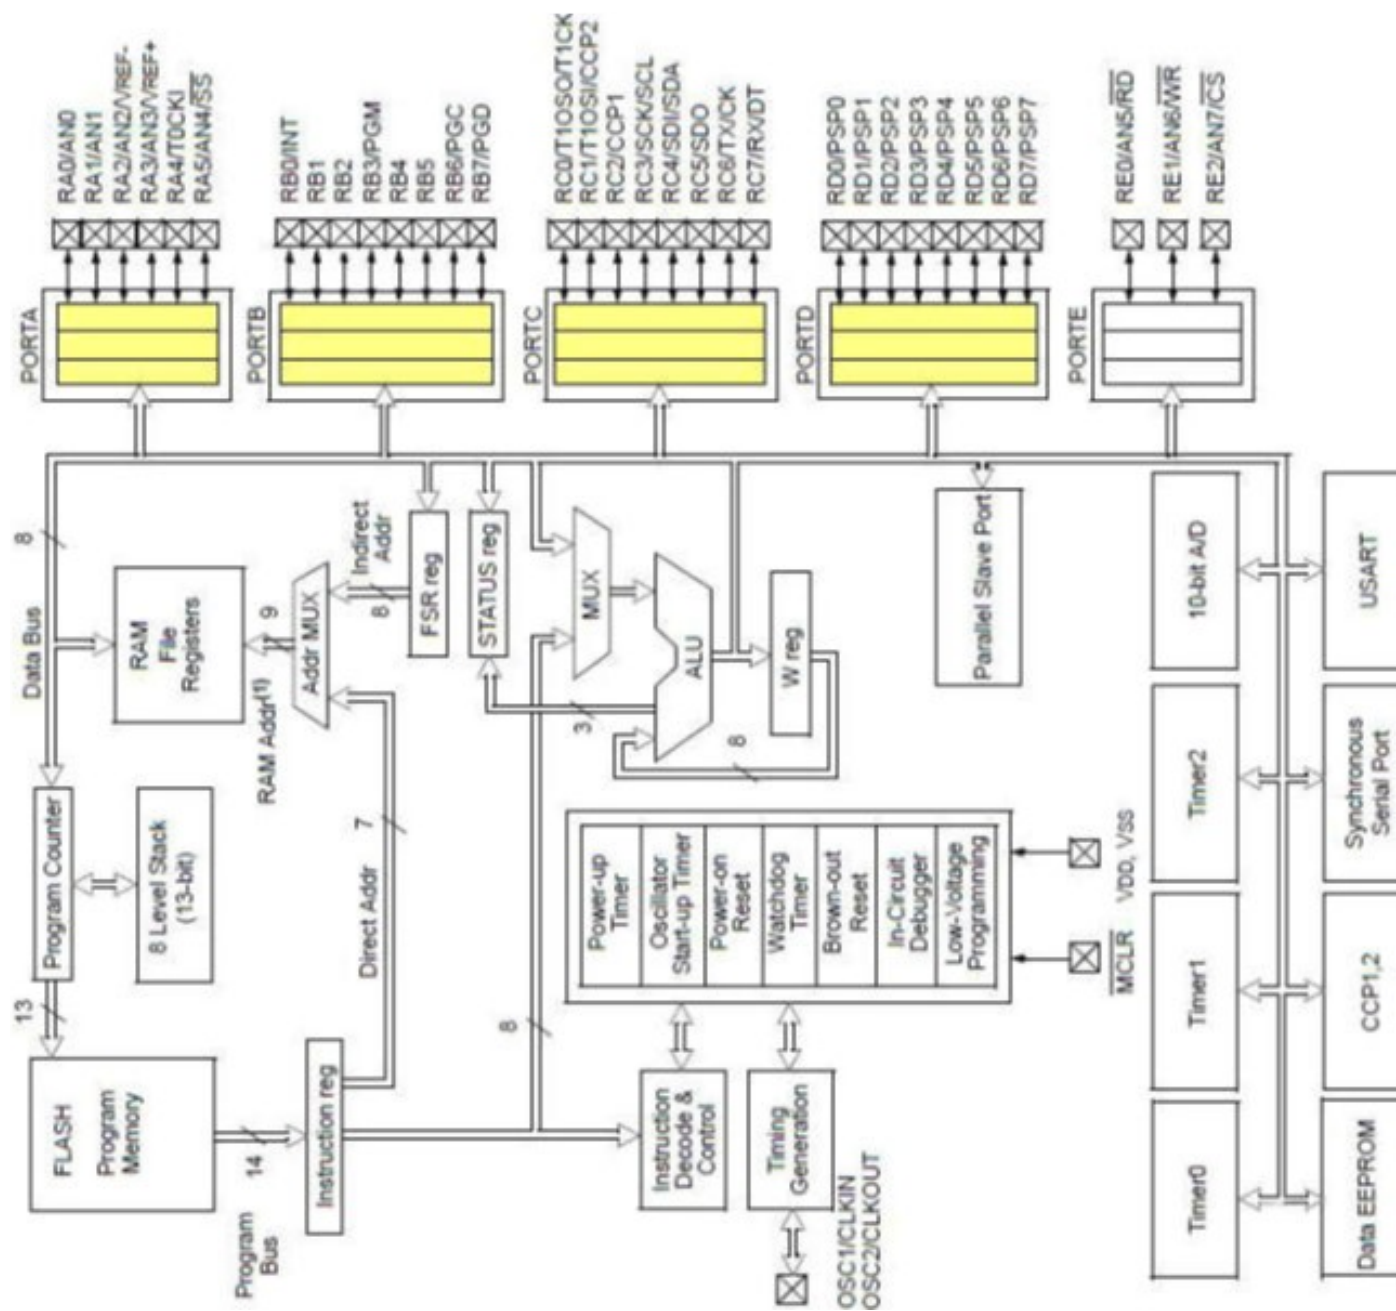 PORTA
RA0/AN0
RA1/AN1
RA2/AN2/VREF-
RA3/AN3/VREF+
RA4/T0CKI
RA5/AN4/SS
PORTB
RB0/INT
RB1
RB2
RB3/PGM
RB4
RB5
RB6/PGC
RB7/PGD
PORTC
RC0/T1OSO/T1CK
RC1/T1OSI/CCP2
RC2/CCP1
RC3/SCK/SCL
RC4/SDI/SDA
RC5/SDO
RC6/TX/CK
RC7/RX/DT
PORTD
RD0/PSP0
RD1/PSP1
RD2/PSP2
RD3/PSP3
RD4/PSP4
RD5/PSP5
RD6/PSP6
RD7/PSP7
PORTE
RE0/AN5/RD
RE1/AN6/WR
RE2/AN7/CS
13
Program Counter
Data Bus
8
FLASH
Program
Memory
8 Level Stack
(13-bit)
RAM
File
Registers
Program
Bus
14
RAM Addr(1)
9
Addr MUX
Instruction reg
Direct Addr
7
8
Indirect
Addr
FSR reg
STATUS reg
8
3
MUX
ALU
8
W reg
Instruction
Decode &
Control
Timing
Generation
OSC1/CLKIN
OSC2/CLKOUT
Power-up
Timer
Oscillator
Start-up Timer
Power-on
Reset
Watchdog
Timer
Brown-out
Reset
In-Circuit
Debugger
Low-Voltage
Programming
MCLR
VDD, VSS
Parallel Slave Port
Timer0
Timer1
Timer2
10-bit A/D
Data EEPROM
CCP1,2
Synchronous
Serial Port
USART